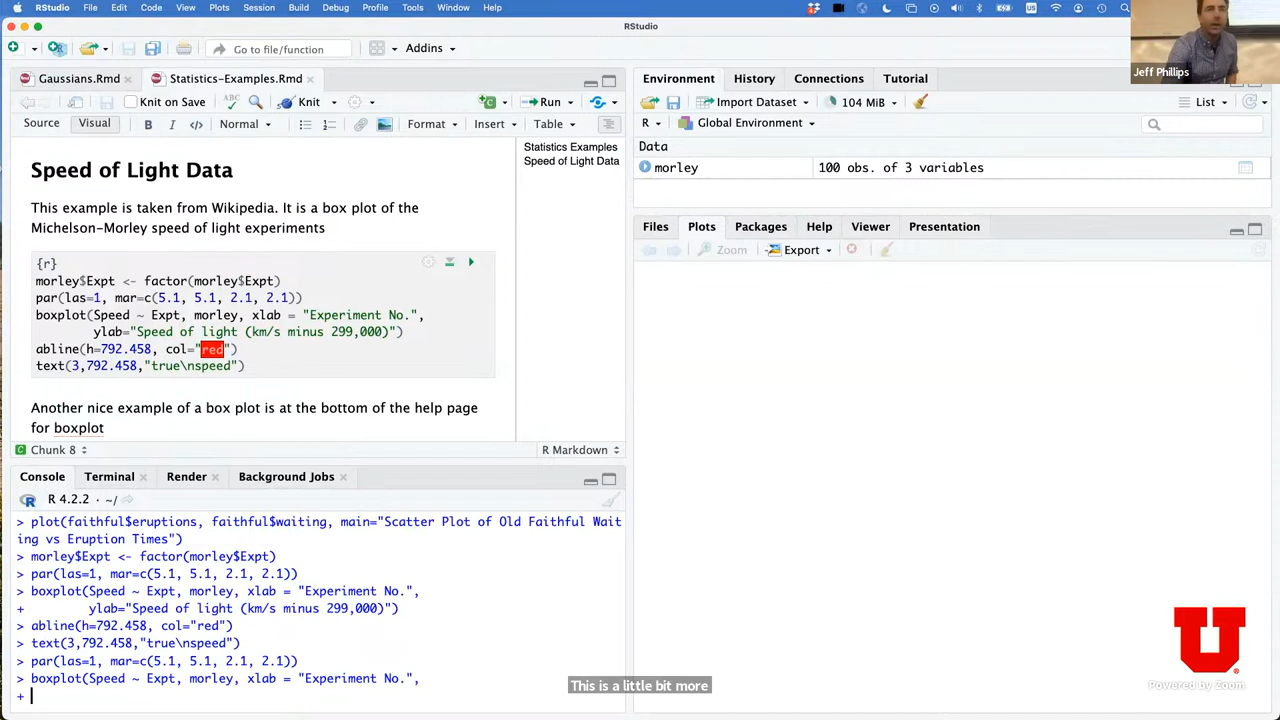 RStudio File Edit Code View Plots Session Build Debug Profile Tools Window Help
RStudio
Go to file/function
Addins
Gaussians.Rmd
Statistics-Examples.Rmd
Knit on Save
ABC
Knit
Run
Source
Visual
B
I
</>
Normal
Format
Insert
Table
Speed of Light Data
This example is taken from Wikipedia. It is a box plot of the
Michelson-Morley speed of light experiments
{r}
morley$Expt <- factor(morley$Expt)
par(las=1, mar=c(5.1, 5.1, 2.1, 2.1))
boxplot(Speed ~ Expt, morley, xlab = "Experiment No.",
ylab="Speed of light (km/s minus 299,000)")
abline(h=792.458, col="red")
text(3,792.458,"true\nspeed")
Another nice example of a box plot is at the bottom of the help page
for boxplot
Statistics Examples
Speed of Light Data
C Chunk 8
R Markdown
Console
Terminal
Render
Background Jobs
R 4.2.2 · ~/
> plot(faithful$eruptions, faithful$waiting, main="Scatter Plot of Old Faithful Wait
ing vs Eruption Times")
> morley$Expt <- factor(morley$Expt)
> par(las=1, mar=c(5.1, 5.1, 2.1, 2.1))
> boxplot(Speed ~ Expt, morley, xlab = "Experiment No.",
+ ylab="Speed of light (km/s minus 299,000)")
> abline(h=792.458, col="red")
> text(3,792.458,"true\nspeed")
> par(las=1, mar=c(5.1, 5.1, 2.1, 2.1))
> boxplot(Speed ~ Expt, morley, xlab = "Experiment No.",
+
Environment
History
Connections
Tutorial
Import Dataset
104 MiB
List
R
Global Environment
Data
morley
100 obs. of 3 variables
Files
Plots
Packages
Help
Viewer
Presentation
Zoom
Export
US
Jeff Phillips
This is a little bit more
U
Powered by Zoom